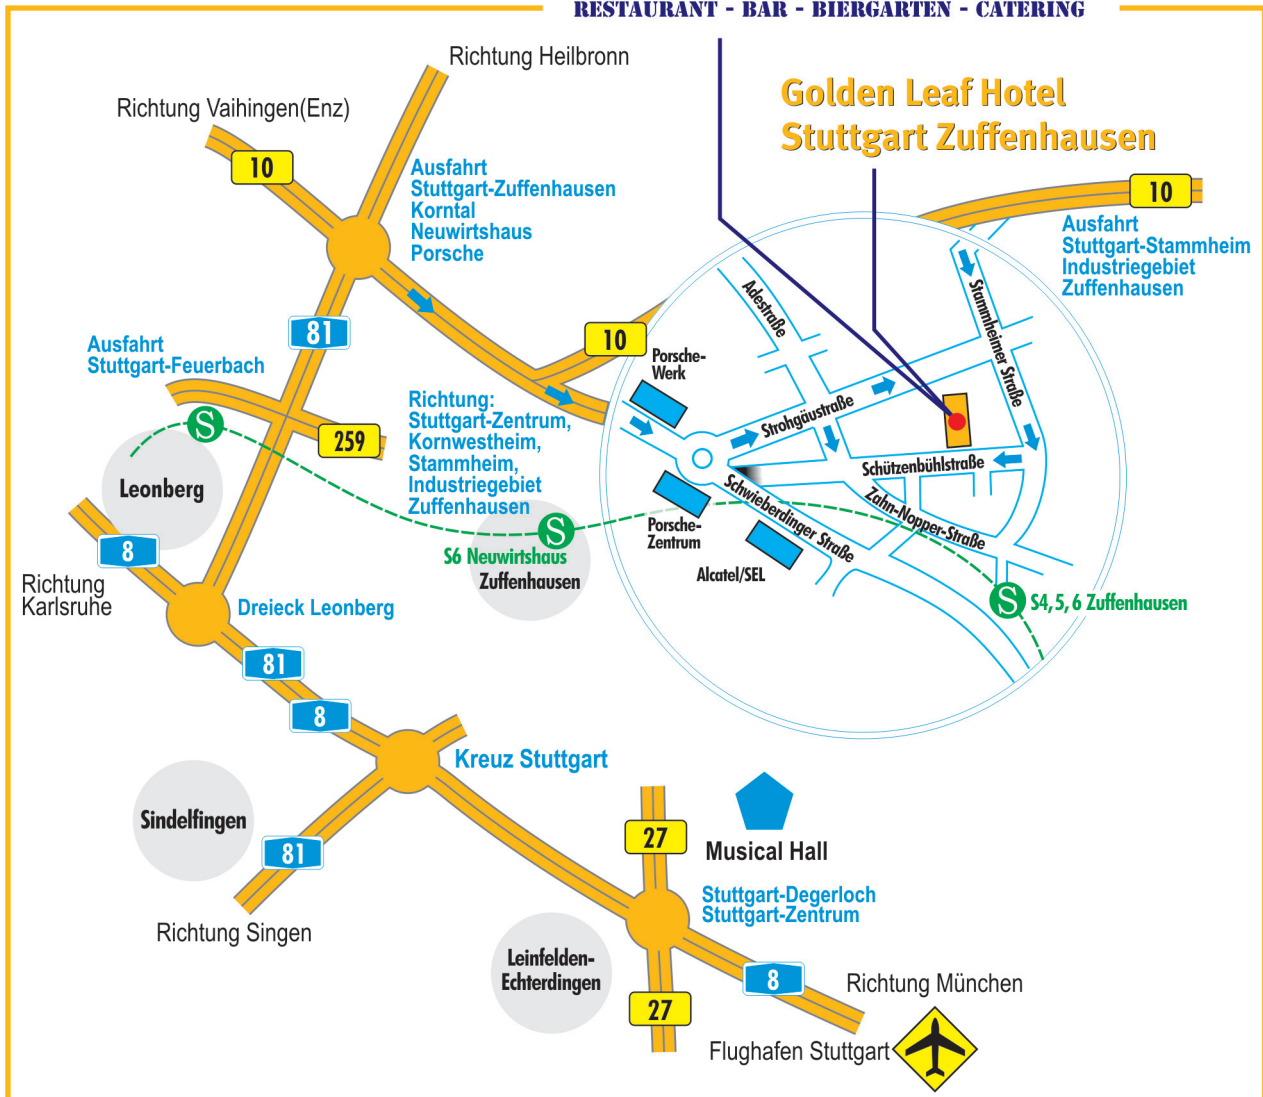 RESTAURANT - BAR - BIERGARTEN - CATERING
Richtung Heilbronn
Golden Leaf Hotel
Stuttgart Zuffenhausen
Richtung Vaihingen(Enz)
10
Ausfahrt
Stuttgart-Zuffenhausen
Korntal
Neuwirtshaus
Porsche
10
Ausfahrt
Stuttgart-Stammheim
Industriegebiet
Zuffenhausen
Adestraße
Stammheimer Straße
81
10
Ausfahrt
Stuttgart-Feuerbach
Porsche-
Werk
Richtung:
Stuttgart-Zentrum,
Kornwestheim,
Stammheim,
Industriegebiet
Zuffenhausen
Strohgäustraße
S
259
Schützenbühlstraße
Leonberg
Schwieberdinger Straße
Zahn-Nopper-Straße
Porsche-
Zentrum
S
S6 Neuwirtshaus
Zuffenhausen
8
Alcatel/SEL
Richtung
Karlsruhe
S
S4, 5, 6 Zuffenhausen
Dreieck Leonberg
81
8
Kreuz Stuttgart
Sindelfingen
81
27
Musical Hall
Stuttgart-Degerloch
Stuttgart-Zentrum
Richtung Singen
Leinfelden-
Echterdingen
8
Richtung München
27
Flughafen Stuttgart